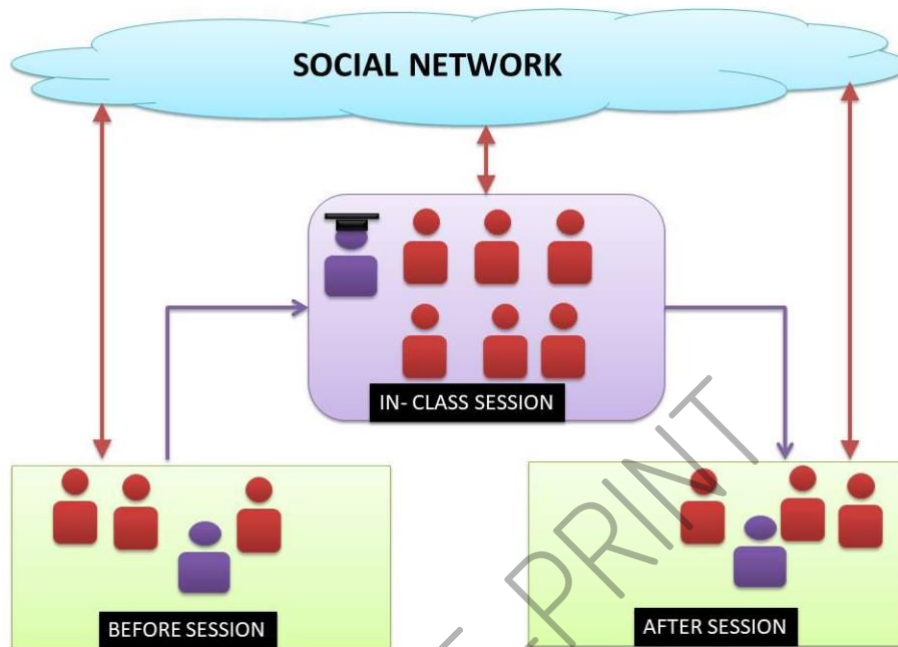 SOCIAL NETWORK
IN- CLASS SESSION
BEFORE SESSION
AFTER SESSION